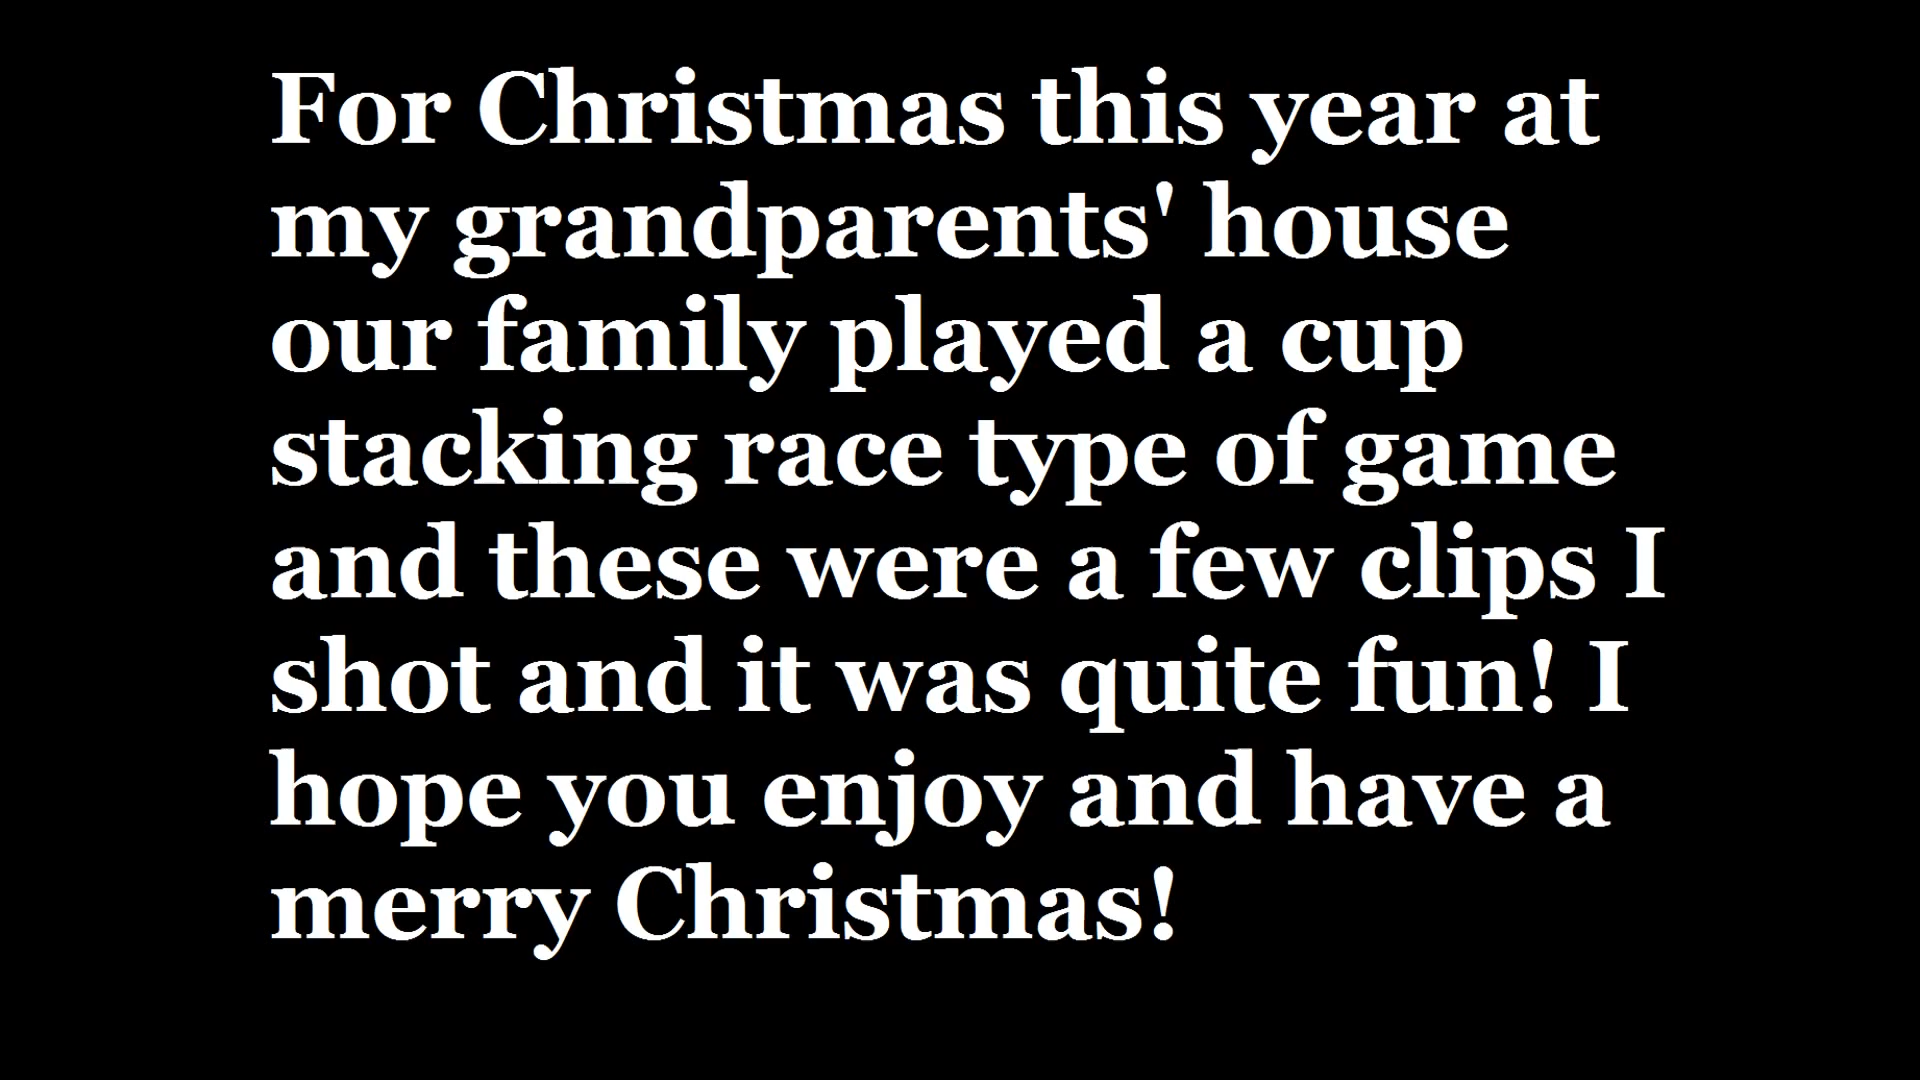 For Christmas this year at
my grandparents' house
our family played a cup
stacking race type of game
and these were a few clips I
shot and it was quite fun! I
hope you enjoy and have a
merry Christmas!